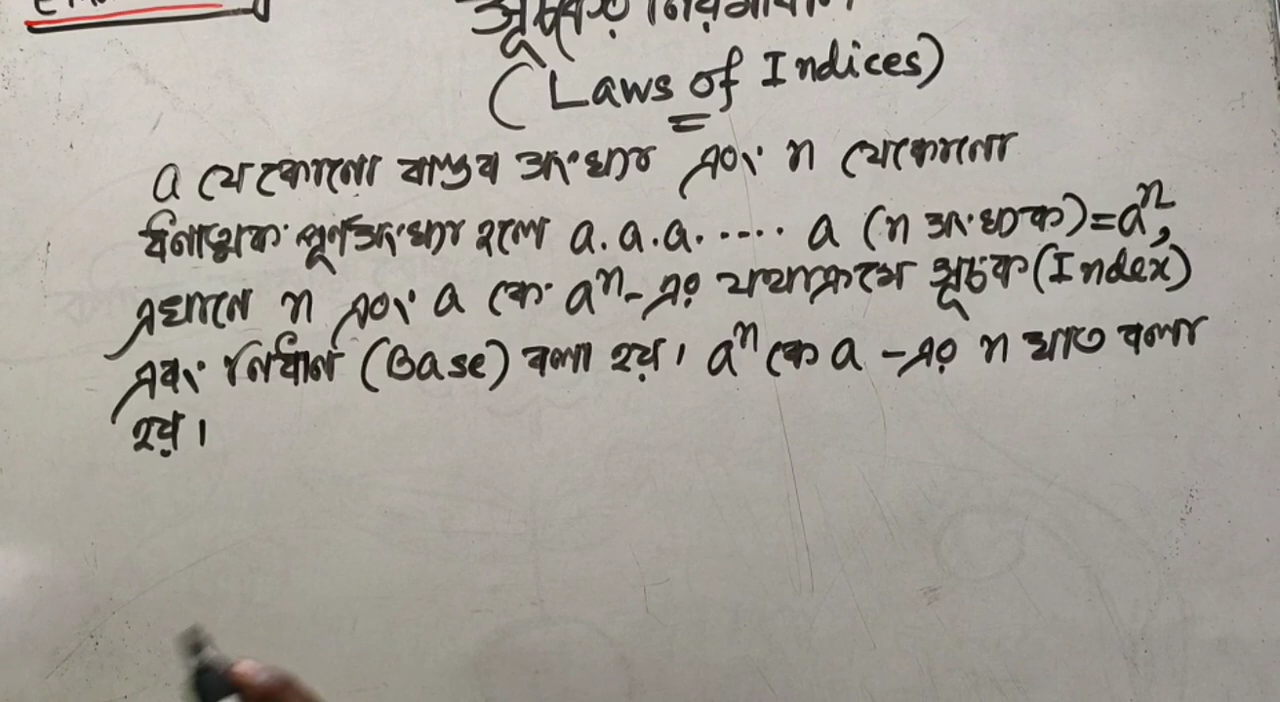 সূচকের নিয়মাবলি
(Laws of Indices)
a যেকোনো বাস্তব সংখ্যা এবং n যেকোনো
ধনাত্মক পূর্ণসংখ্যা হলে a.a.a. ..... a (n সংখ্যক)=aⁿ,
এখানে n এবং a কে aⁿ-এর যথাক্রমে সূচক(Index)
এবং নিধান (Base) বলা হয়। aⁿ কে a -এর n ঘাত বলা
হয়।